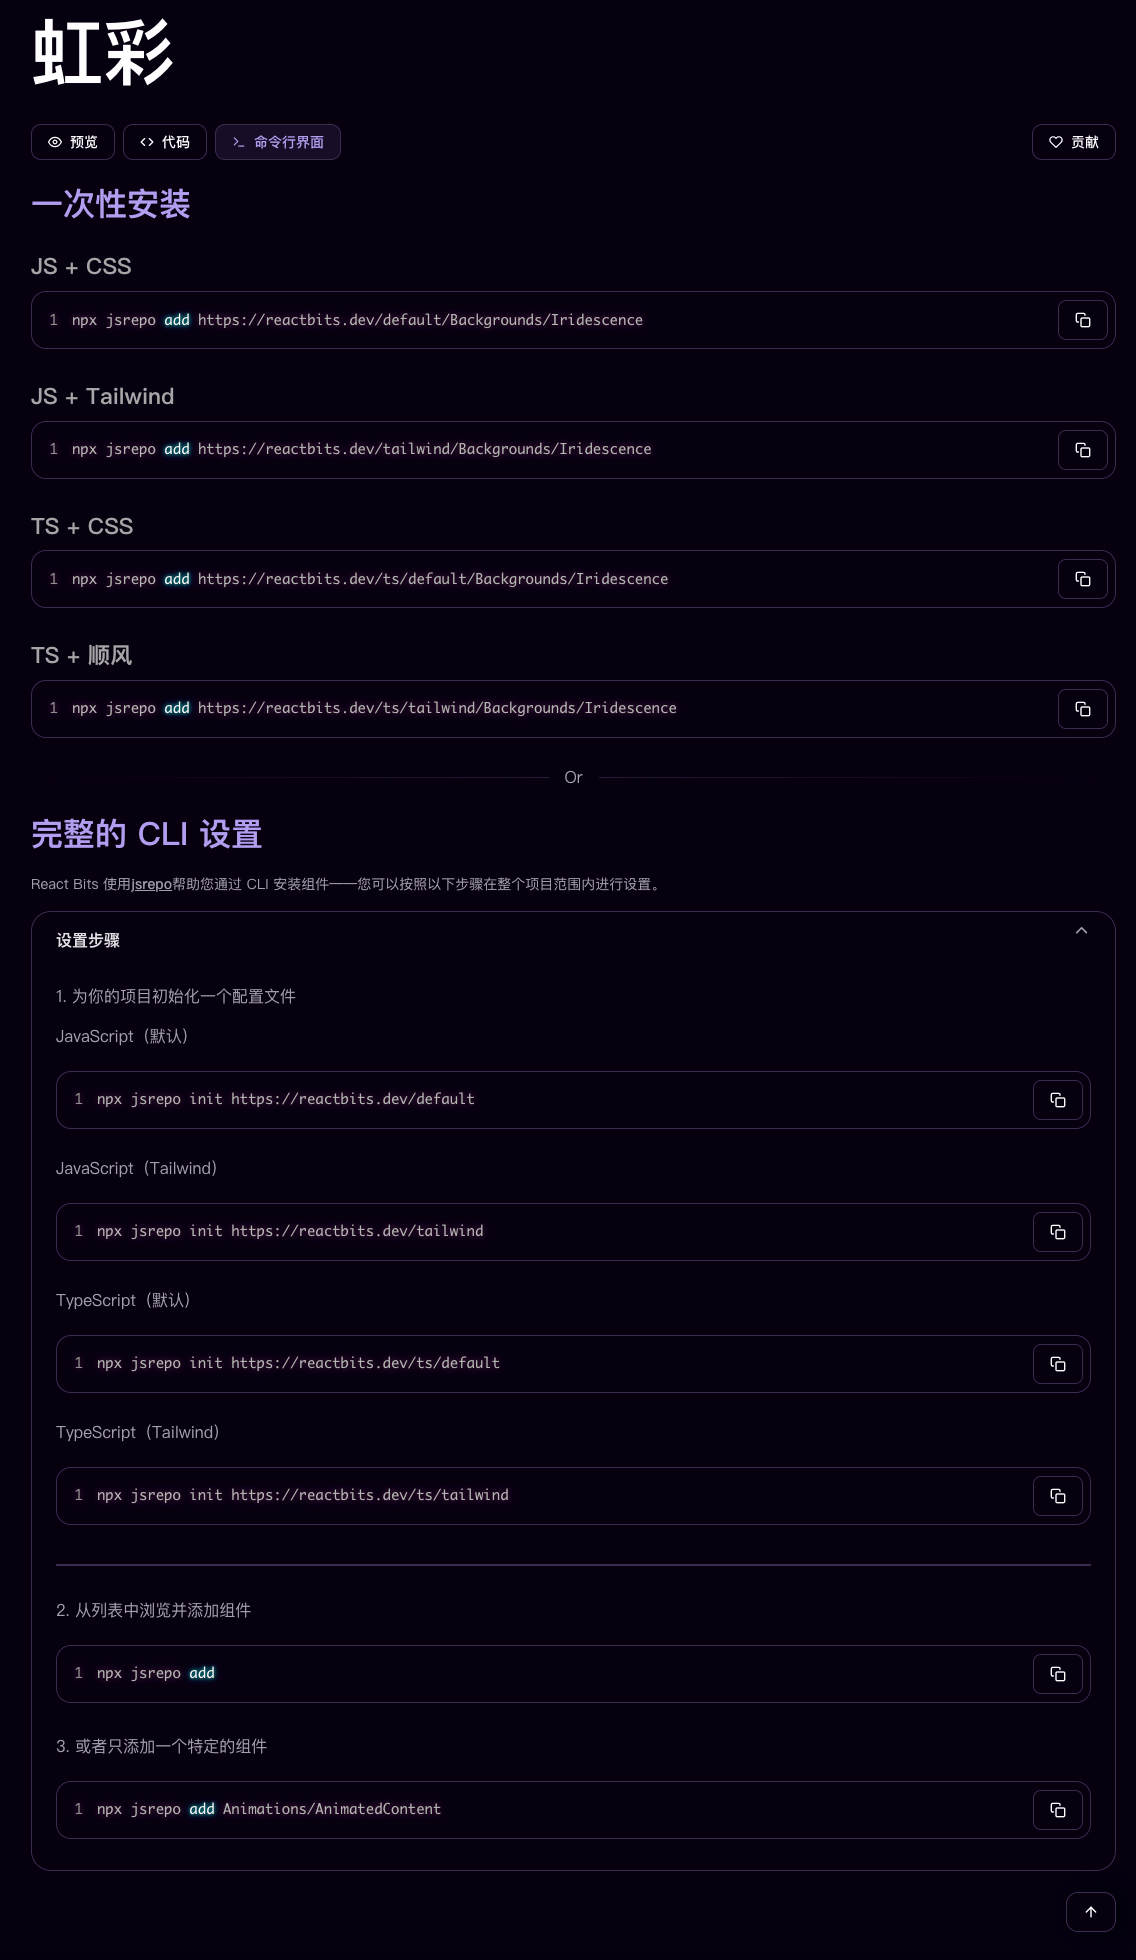 虹彩
预览
代码
命令行界面
贡献
一次性安装
JS + CSS
1 npx jsrepo add https://reactbits.dev/default/Backgrounds/Iridescence
JS + Tailwind
1 npx jsrepo add https://reactbits.dev/tailwind/Backgrounds/Iridescence
TS + CSS
1 npx jsrepo add https://reactbits.dev/ts/default/Backgrounds/Iridescence
TS + 顺风
1 npx jsrepo add https://reactbits.dev/ts/tailwind/Backgrounds/Iridescence
Or
完整的 CLI 设置
React Bits 使用jsrepo帮助您通过 CLI 安装组件——您可以按照以下步骤在整个项目范围内进行设置。
设置步骤
1. 为你的项目初始化一个配置文件
JavaScript（默认）
1 npx jsrepo init https://reactbits.dev/default
JavaScript（Tailwind）
1 npx jsrepo init https://reactbits.dev/tailwind
TypeScript（默认）
1 npx jsrepo init https://reactbits.dev/ts/default
TypeScript（Tailwind）
1 npx jsrepo init https://reactbits.dev/ts/tailwind
2. 从列表中浏览并添加组件
1 npx jsrepo add
3. 或者只添加一个特定的组件
1 npx jsrepo add Animations/AnimatedContent